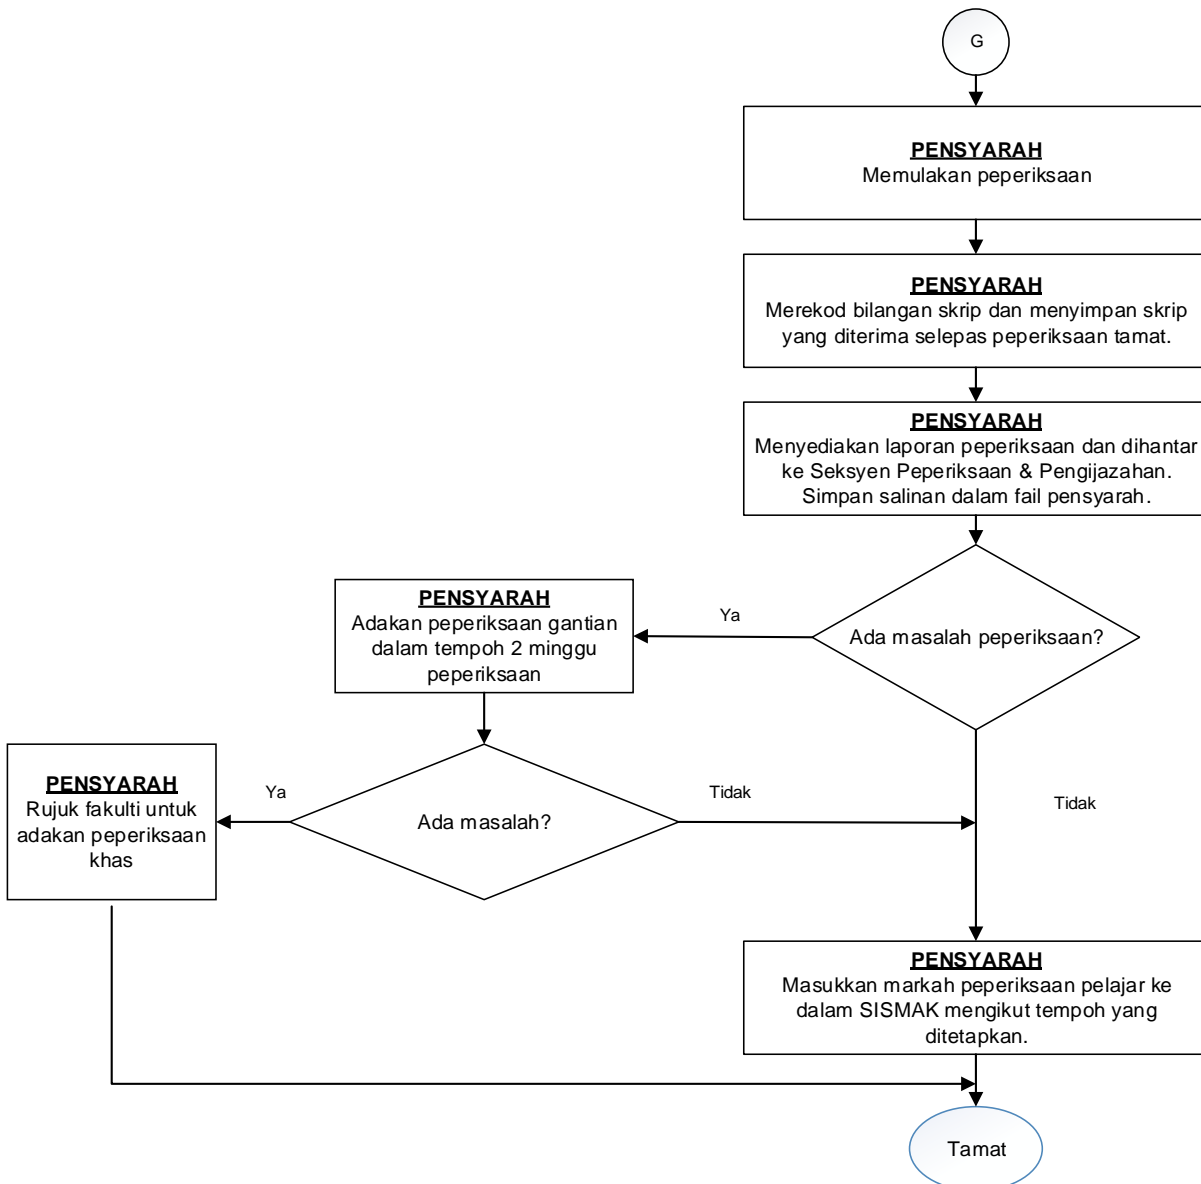 G
PENSYARAH
Memulakan peperiksaan
PENSYARAH
Merekod bilangan skrip dan menyimpan skrip
yang diterima selepas peperiksaan tamat.
PENSYARAH
Menyediakan laporan peperiksaan dan dihantar
ke Seksyen Peperiksaan & Pengijazahan.
Simpan salinan dalam fail pensyarah.
Ada masalah peperiksaan?
Ya
PENSYARAH
Adakan peperiksaan gantian
dalam tempoh 2 minggu
peperiksaan
Tidak
Ada masalah?
Tidak
Ya
PENSYARAH
Rujuk fakulti untuk
adakan peperiksaan
khas
PENSYARAH
Masukkan markah peperiksaan pelajar ke
dalam SISMAK mengikut tempoh yang
ditetapkan.
Tamat